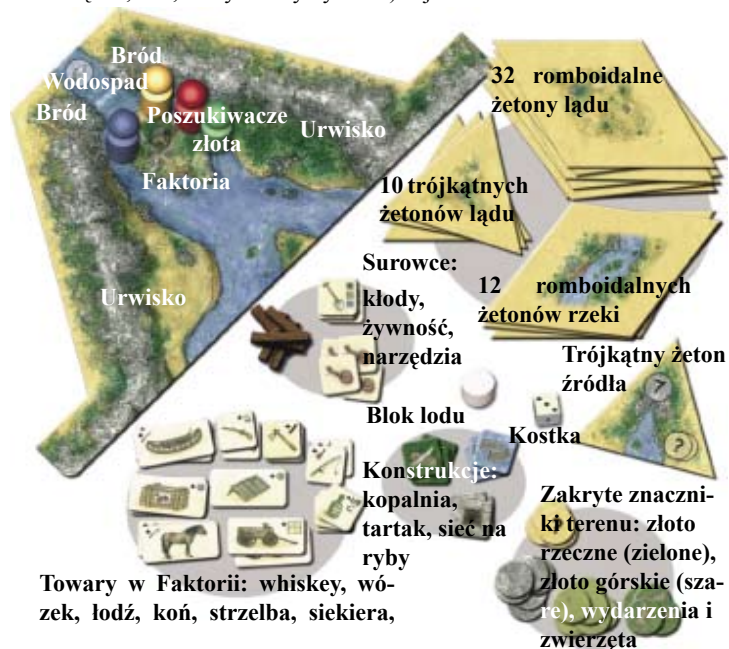 Bród
Wodospad
Bród
Poszukiwacze
złota
Urwisko
Faktoria
Urwisko
32 romboidalne
żetony lądu
10 trójkątnych
żetonów lądu
12 romboidalnych
żetonów rzeki
Surowce:
kłody,
żywność,
narzędzia
Trójkątny żeton
źródła
Blok lodu
Kostka
Konstrukcje:
kopalnia,
tartak, sieć na
ryby
Zakryte znaczni-
ki terenu: złoto
rzeczne (zielone),
złoto górskie (sza-
re), wydarzenia i
zwierzęta
Towary w Faktorii: whiskey, wó-
zek, łodź, koń, strzelba, siekiera,